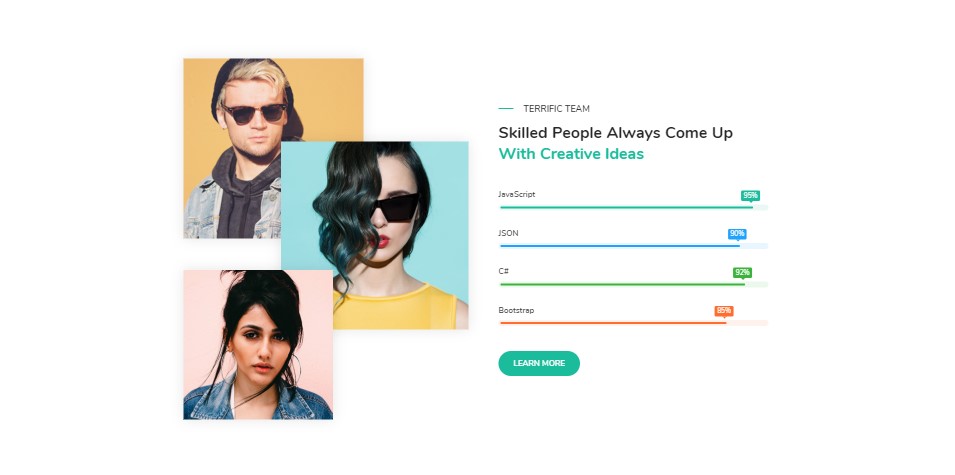 TERRIFIC TEAM
Skilled People Always Come Up
With Creative Ideas
JavaScript
95%
JSON
90%
C#
92%
Bootstrap
85%
LEARN MORE